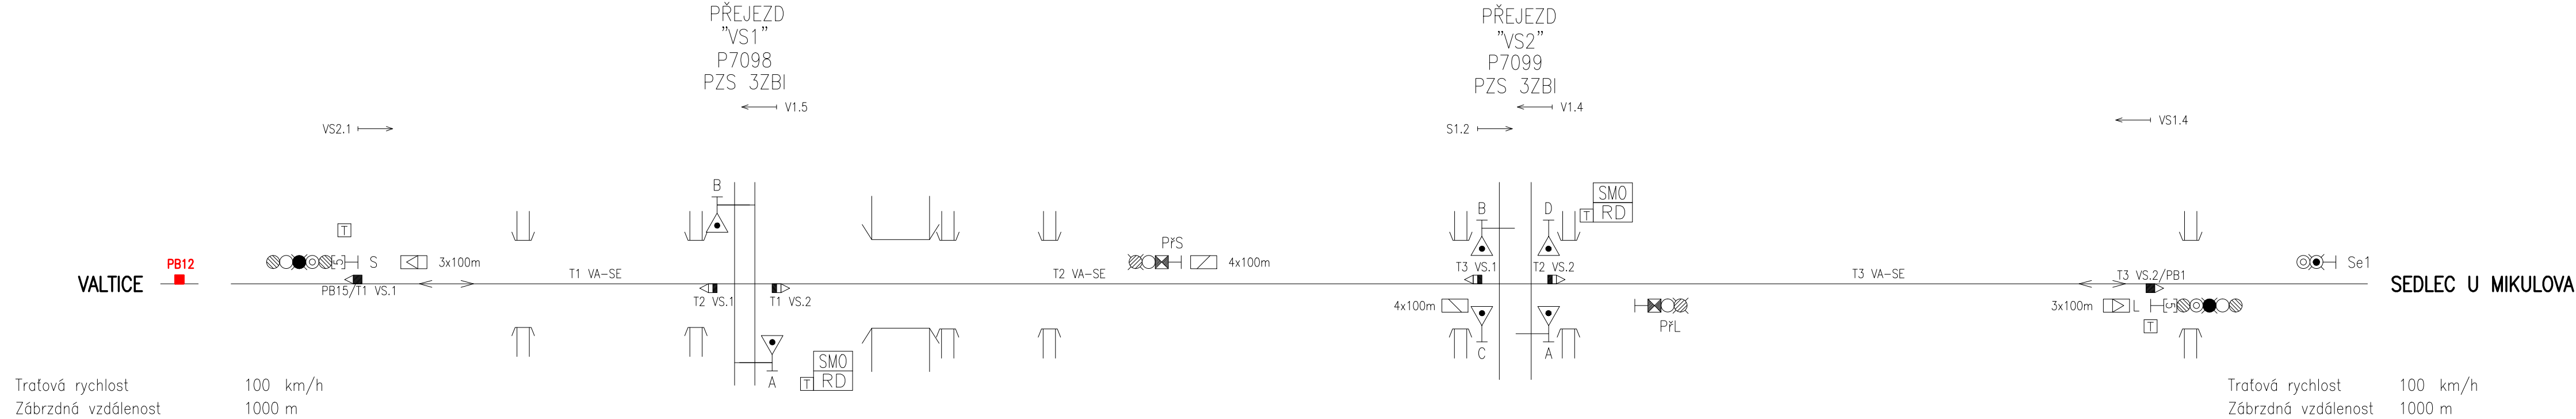 PŘEJEZD
"VS1"
P7098
PZS 3ZBI
V1.5
PŘEJEZD
"VS2"
P7099
PZS 3ZBI
V1.4
VS2.1
S1.2
VS1.4
B
B
D
SMO
RD
T
T
PřS
4x100m
[5]
S
3x100m
Se1
PB12
VALTICE
PB15/T1 VS.1
T1 VA-SE
T2 VS.1
T1 VS.2
T2 VA-SE
T3 VS.1
T2 VS.2
T3 VA-SE
T3 VS.2/PB1
SEDLEC U MIKULOVA
4x100m
PřL
3x100m
L
[5]
T
A
C
A
SMO
RD
T
Traťová rychlost 100 km/h
Zábrzdná vzdálenost 1000 m
Traťová rychlost 100 km/h
Zábrzdná vzdálenost 1000 m